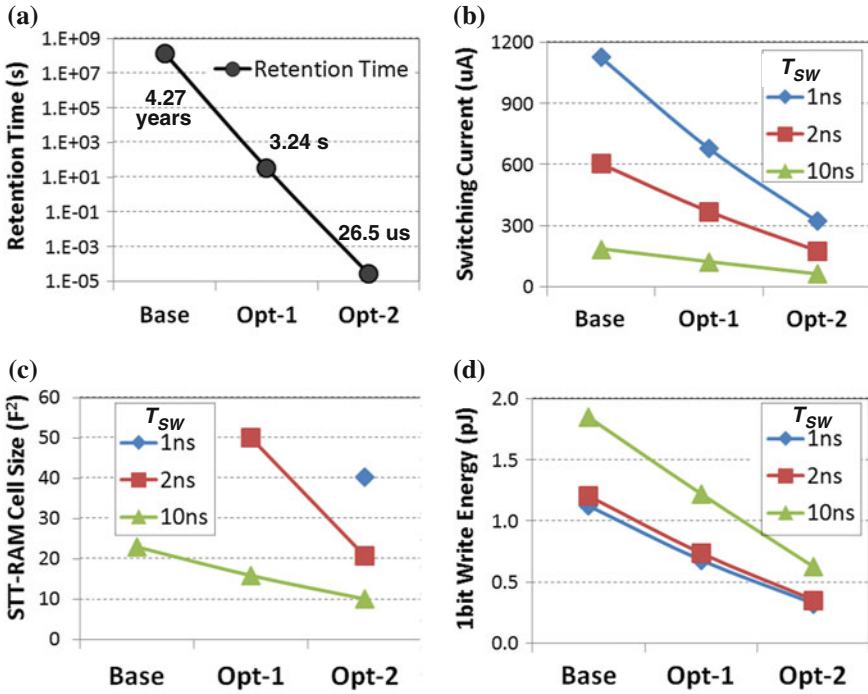 (a)
Retention Time (s)
1.E+09
1.E+07
1.E+05
1.E+03
1.E+01
1.E-01
1.E-03
1.E-05
Retention Time
4.27
years
3.24 s
26.5 us
Base Opt-1 Opt-2
(b)
Switching Current (uA)
1200
900
600
300
0
TSW
1ns
2ns
10ns
Base Opt-1 Opt-2
(c)
STT-RAM Cell Size (F²)
60
50
40
30
20
10
0
TSW
1ns
2ns
10ns
Base Opt-1 Opt-2
(d)
1bit Write Energy (pJ)
2.0
1.5
1.0
0.5
0.0
TSW
1ns
2ns
10ns
Base Opt-1 Opt-2